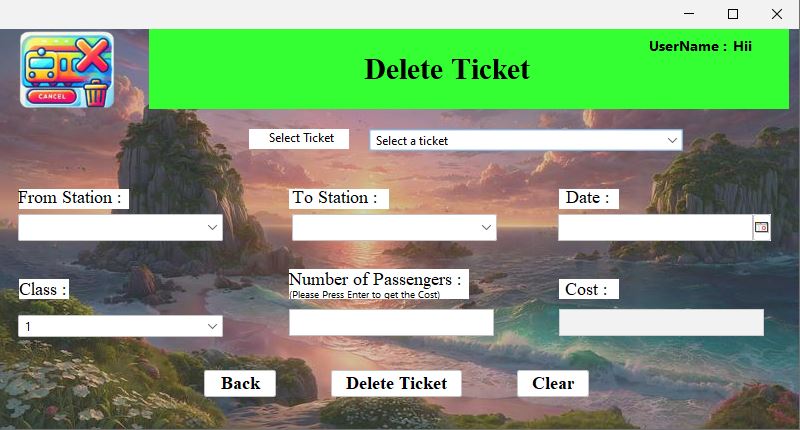 UserName : Hii
CANCEL
Delete Ticket
Select Ticket
Select a ticket
From Station :
To Station :
Date :
Class :
Number of Passengers :
(Please Press Enter to get the Cost)
Cost :
1
Back
Delete Ticket
Clear